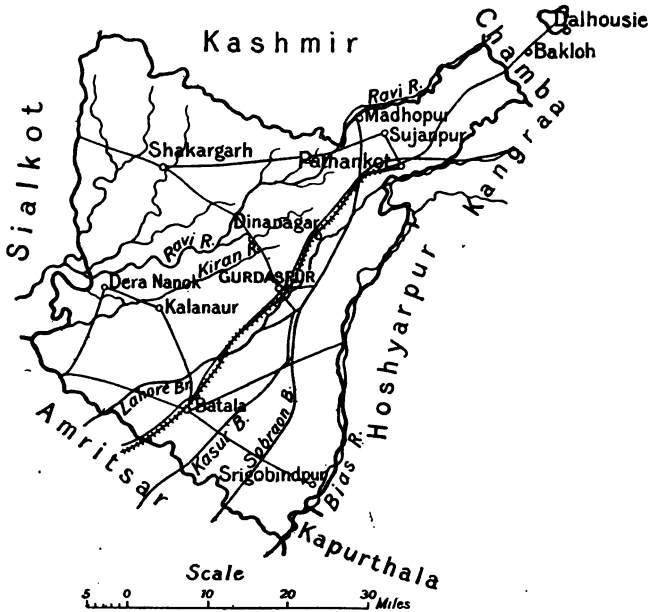 Kashmir
Chamba
Dalhousie
Bakloh
Ravi R.
Madhopur
Sujanpur
Pathankot
Kangra
Sialkot
Shakargarh
Dinanagar
Ravi R.
Kiran R.
GURDASPUR
Dera Nanok
Kalanaur
Hoshyarpur
Lahore Br.
Batala
Kasur B.
Sobraon B.
Amritsar
Srigobindpur
Bias R.
Kapurthala
Scale
5 0 10 20 30 Miles